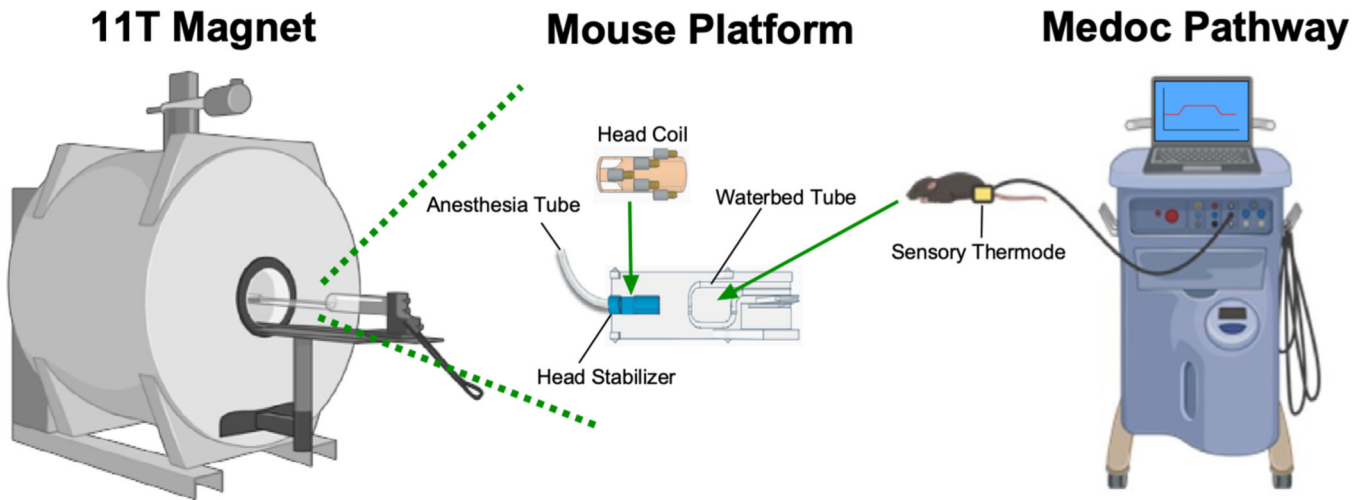 11T Magnet
Mouse Platform
Medoc Pathway
Head Coil
Anesthesia Tube
Waterbed Tube
Sensory Thermode
Head Stabilizer